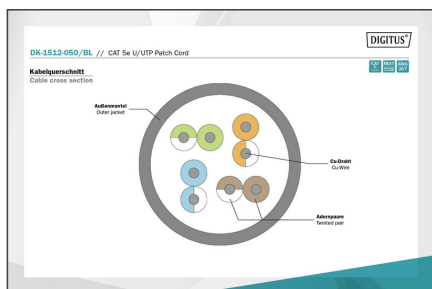 DIGITUS®
DK-1512-050/BL // CAT 5e U/UTP Patch Cord
Kabelquerschnitt
Cable cross section
Außenmantel
Outer jacket
Cu-Draht
Cu-Wire
Adernpaare
Twisted pair